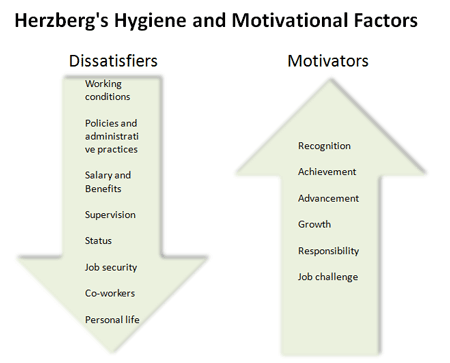 Herzberg's Hygiene and Motivational Factors
Dissatisfiers
Working
conditions
Policies and
administrati
ve practices
Salary and
Benefits
Supervision
Status
Job security
Co-workers
Personal life
Motivators
Recognition
Achievement
Advancement
Growth
Responsibility
Job challenge